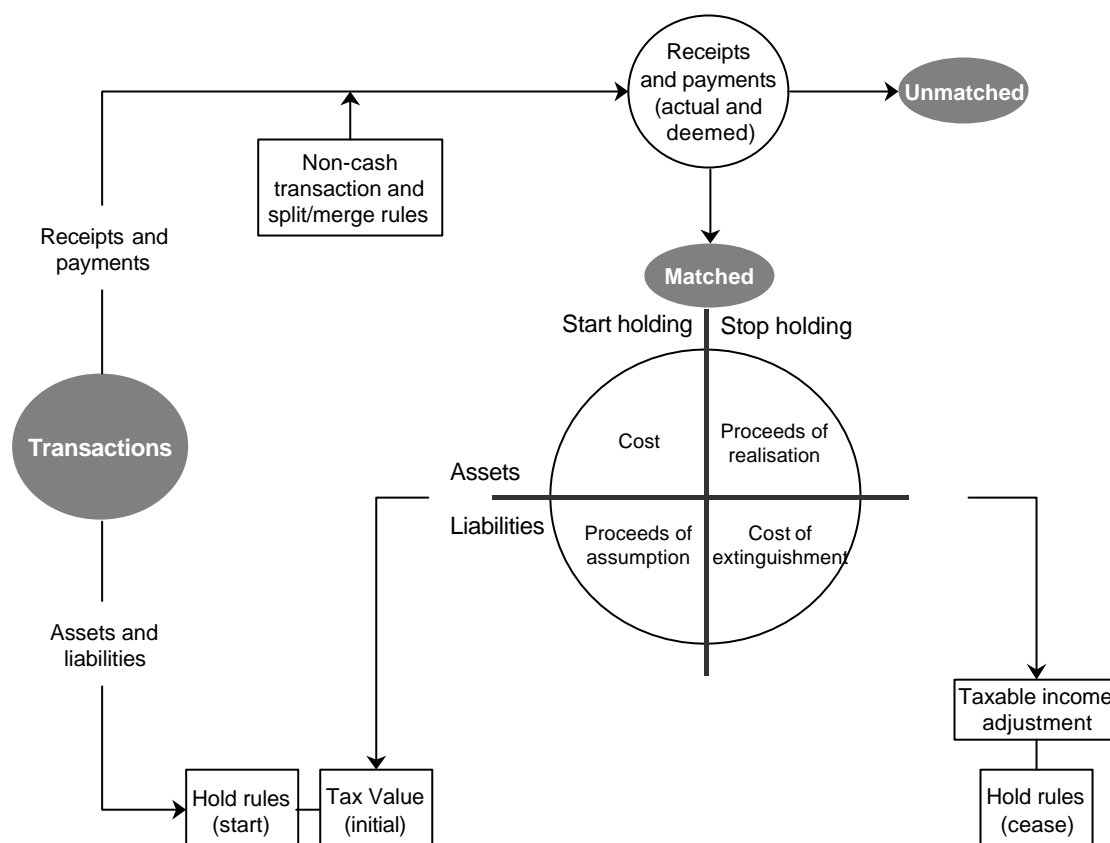 Receipts
and payments
(actual and
deemed)
Unmatched
Non-cash
transaction and
split/merge rules
Receipts and
payments
Matched
Start holding
Stop holding
Transactions
Cost
Proceeds of
realisation
Assets
Liabilities
Proceeds of
assumption
Cost of
extinguishment
Assets and
liabilities
Taxable income
adjustment
Hold rules
(start)
Tax Value
(initial)
Hold rules
(cease)